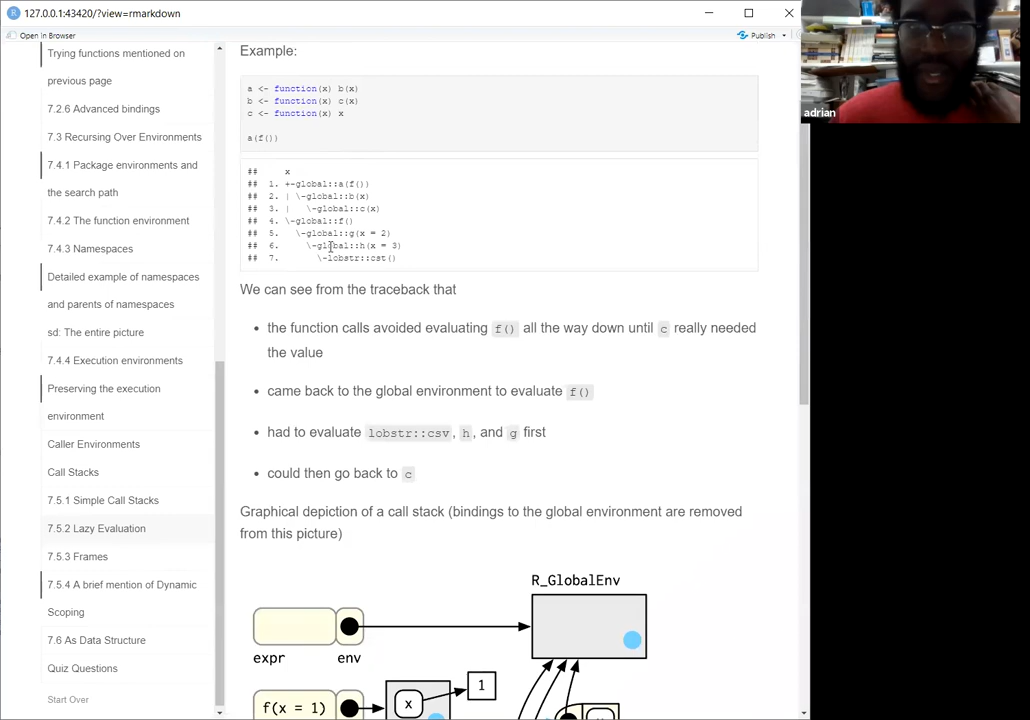 127.0.0.1:43420/?view=rmarkdown
Open In Browser
Publish
Trying functions mentioned on
previous page
7.2.6 Advanced bindings
7.3 Recursing Over Environments
7.4.1 Package environments and
the search path
7.4.2 The function environment
7.4.3 Namespaces
Detailed example of namespaces
and parents of namespaces
sd: The entire picture
7.4.4 Execution environments
Preserving the execution
environment
Caller Environments
Call Stacks
7.5.1 Simple Call Stacks
7.5.2 Lazy Evaluation
7.5.3 Frames
7.5.4 A brief mention of Dynamic
Scoping
7.6 As Data Structure
Quiz Questions
Start Over
Example:
a <- function(x) b(x)
b <- function(x) c(x)
c <- function(x) x
a(f())
##     x
##  1. +-global::a(f())
##  2. | \-global::b(x)
##  3. |   \-global::c(x)
##  4. \-global::f()
##  5.   \-global::g(x = 2)
##  6.     \-global::h(x = 3)
##  7.       \-lobstr::cst()
We can see from the traceback that
• the function calls avoided evaluating f() all the way down until c really needed
the value
• came back to the global environment to evaluate f()
• had to evaluate lobstr::csv, h, and g first
• could then go back to c
Graphical depiction of a call stack (bindings to the global environment are removed
from this picture)
R_GlobalEnv
expr env
f(x = 1) x 1
adrian